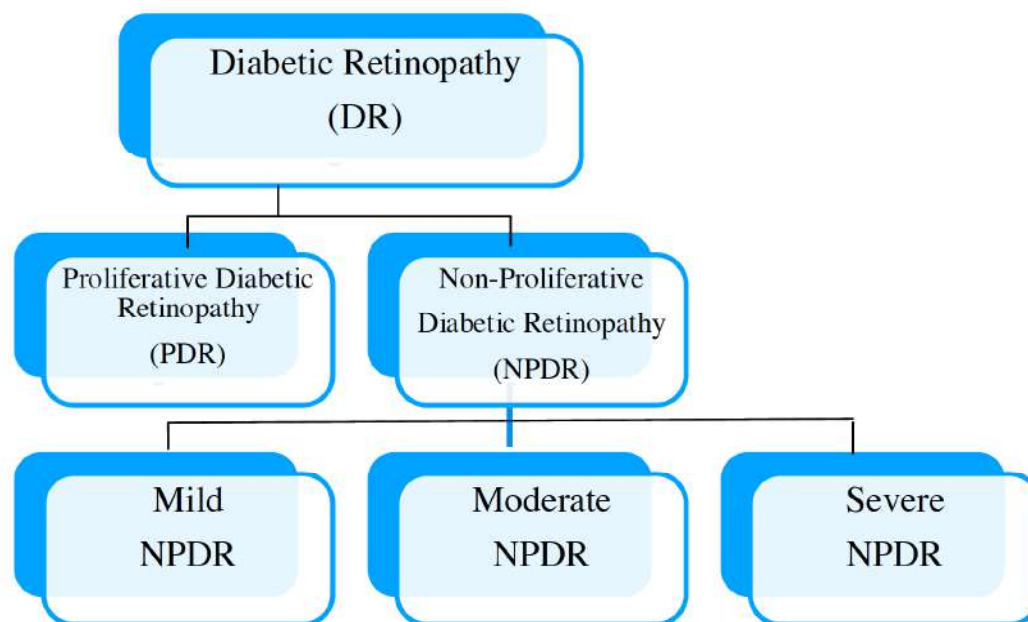 Diabetic Retinopathy
(DR)
Proliferative Diabetic
Retinopathy
(PDR)
Non-Proliferative
Diabetic Retinopathy
(NPDR)
Mild
NPDR
Moderate
NPDR
Severe
NPDR